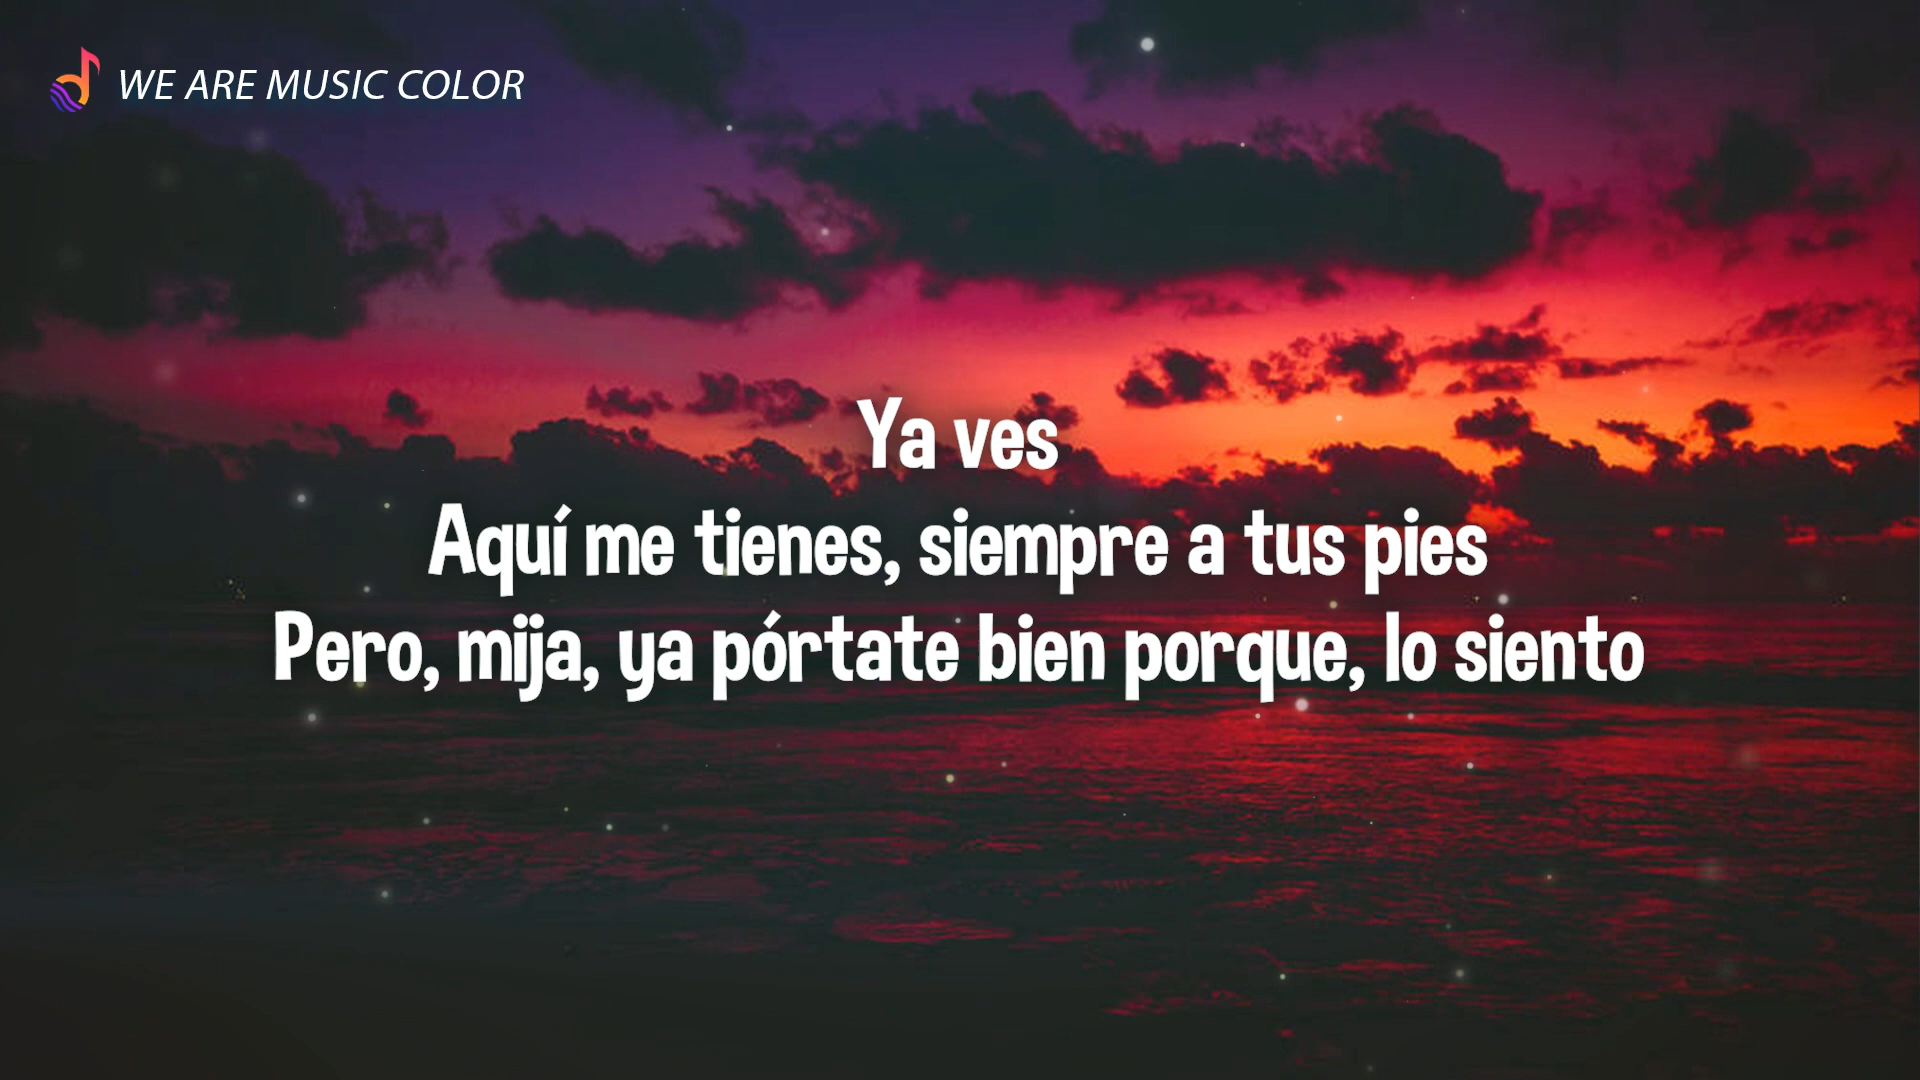 WE ARE MUSIC COLOR
Ya ves
Aquí me tienes, siempre a tus pies
Pero, mija, ya pórtate bien porque, lo siento